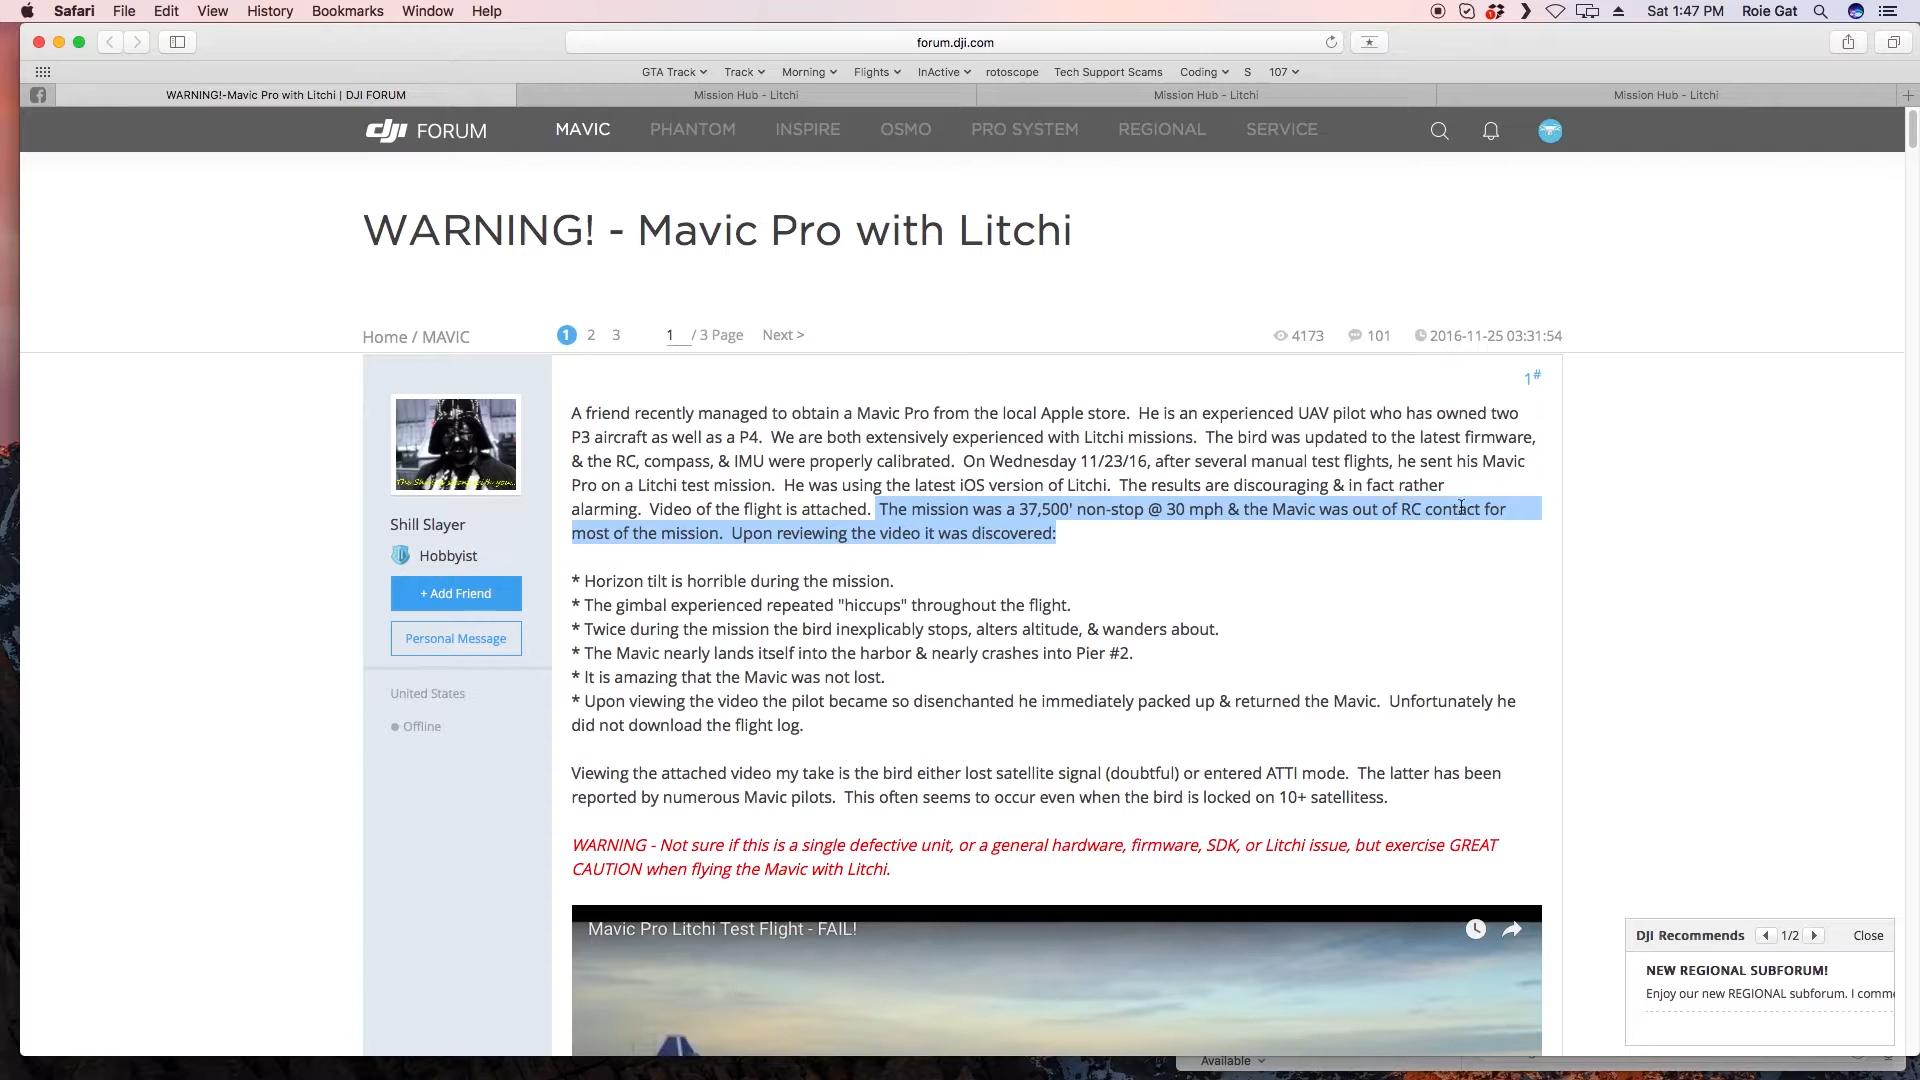 Safari File Edit View History Bookmarks Window Help
Sat 1:47 PM Roie Gat
forum.dji.com
GTA Track Track Morning Flights InActive rotoscope Tech Support Scams Coding S 107
WARNING!-Mavic Pro with Litchi | DJI FORUM
Mission Hub - Litchi
Mission Hub - Litchi
Mission Hub - Litchi
dji FORUM MAVIC PHANTOM INSPIRE OSMO PRO SYSTEM REGIONAL SERVICE
WARNING! - Mavic Pro with Litchi
Home / MAVIC
1 2 3 1 / 3 Page Next >
4173 101 2016-11-25 03:31:54
1#
Shill Slayer
Hobbyist
+ Add Friend
Personal Message
United States
Offline
A friend recently managed to obtain a Mavic Pro from the local Apple store. He is an experienced UAV pilot who has owned two
P3 aircraft as well as a P4. We are both extensively experienced with Litchi missions. The bird was updated to the latest firmware,
& the RC, compass, & IMU were properly calibrated. On Wednesday 11/23/16, after several manual test flights, he sent his Mavic
Pro on a Litchi test mission. He was using the latest iOS version of Litchi. The results are discouraging & in fact rather
alarming. Video of the flight is attached. The mission was a 37,500' non-stop @ 30 mph & the Mavic was out of RC contact for
most of the mission. Upon reviewing the video it was discovered:
* Horizon tilt is horrible during the mission.
* The gimbal experienced repeated "hiccups" throughout the flight.
* Twice during the mission the bird inexplicably stops, alters altitude, & wanders about.
* The Mavic nearly lands itself into the harbor & nearly crashes into Pier #2.
* It is amazing that the Mavic was not lost.
* Upon viewing the video the pilot became so disenchanted he immediately packed up & returned the Mavic. Unfortunately he
did not download the flight log.
Viewing the attached video my take is the bird either lost satellite signal (doubtful) or entered ATTI mode. The latter has been
reported by numerous Mavic pilots. This often seems to occur even when the bird is locked on 10+ satellitess.
WARNING - Not sure if this is a single defective unit, or a general hardware, firmware, SDK, or Litchi issue, but exercise GREAT
CAUTION when flying the Mavic with Litchi.
Mavic Pro Litchi Test Flight - FAIL!
DJI Recommends 1/2 Close
NEW REGIONAL SUBFORUM!
Enjoy our new REGIONAL subforum. I comme
Available